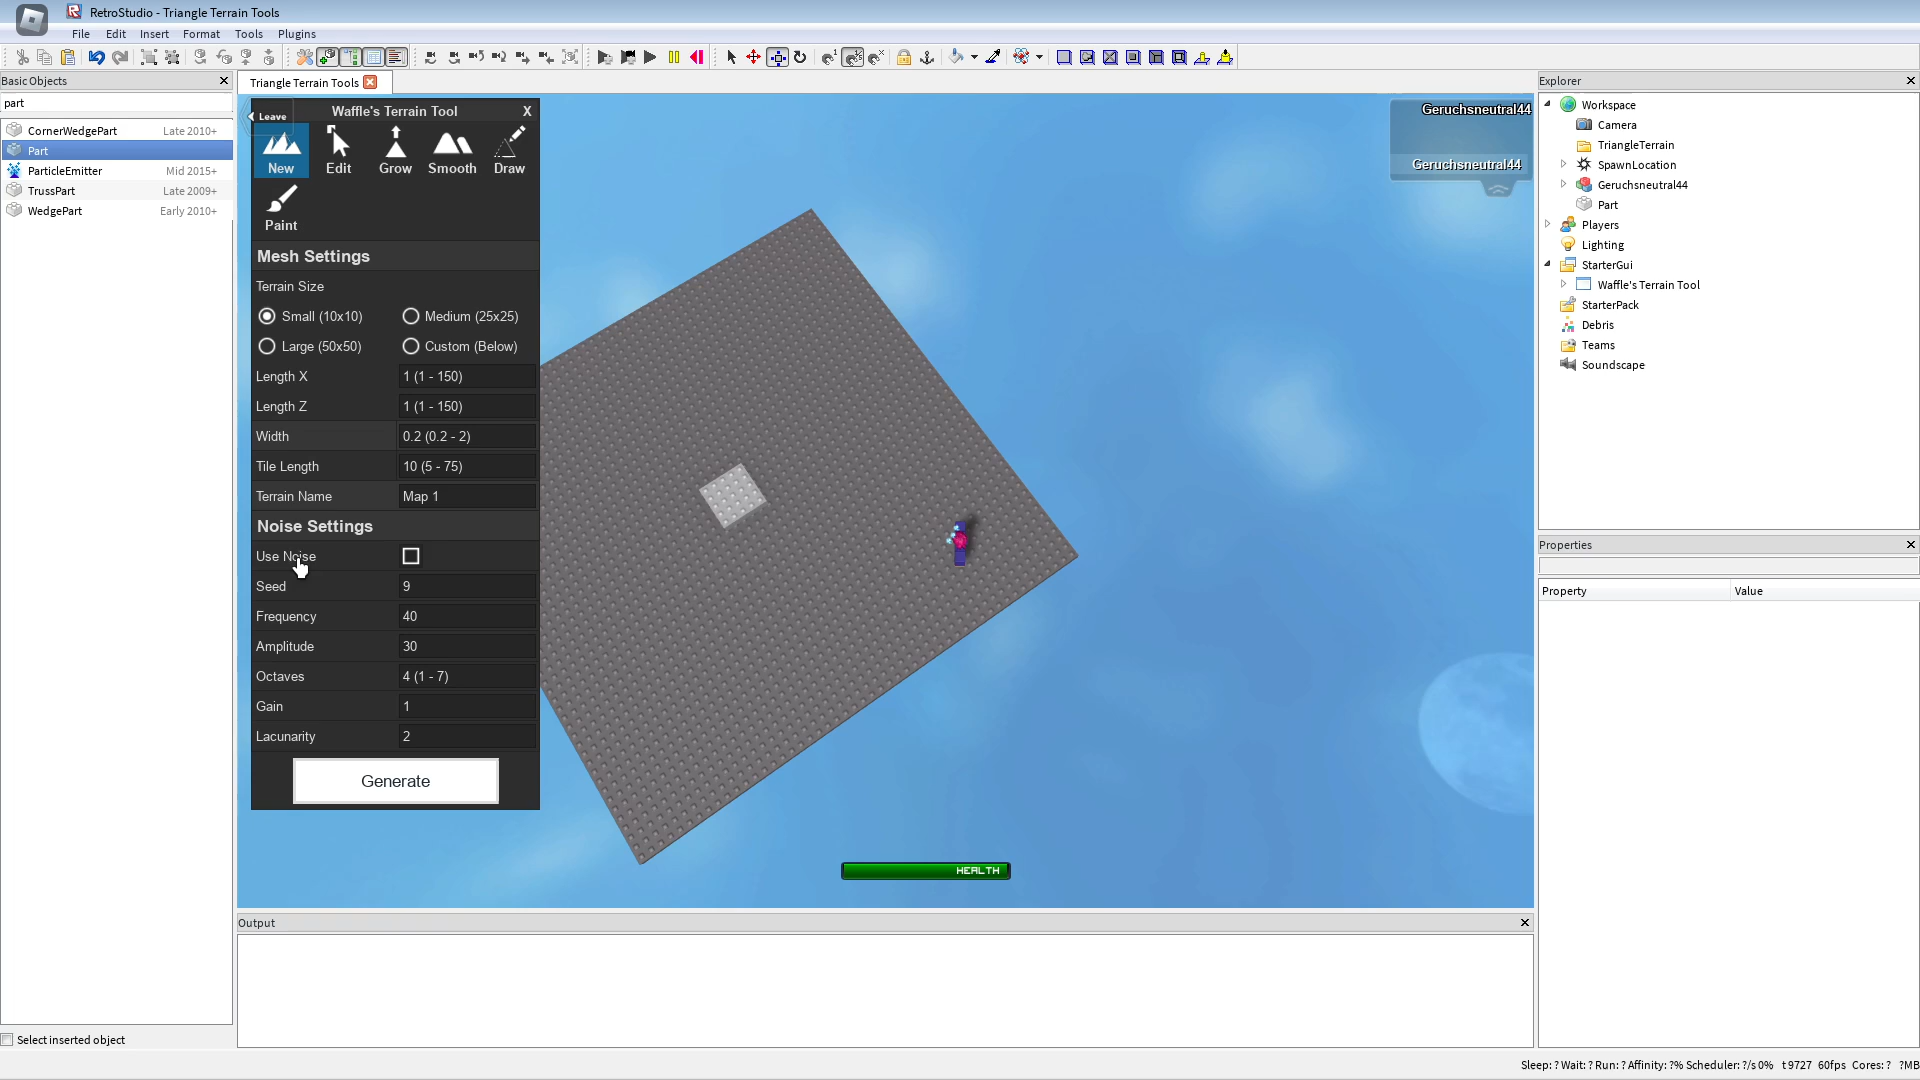 RetroStudio - Triangle Terrain Tools
File Edit Insert Format Tools Plugins
Basic Objects
part
CornerWedgePart Late 2010+
Part
ParticleEmitter Mid 2015+
TrussPart Late 2009+
WedgePart Early 2010+
Select inserted object
Triangle Terrain Tools
Leave
Waffle's Terrain Tool X
New Edit Grow Smooth Draw
Paint
Mesh Settings
Terrain Size
Small (10x10) Medium (25x25)
Large (50x50) Custom (Below)
Length X 1 (1 - 150)
Length Z 1 (1 - 150)
Width 0.2 (0.2 - 2)
Tile Length 10 (5 - 75)
Terrain Name Map 1
Noise Settings
Use Noise
Seed 9
Frequency 40
Amplitude 30
Octaves 4 (1 - 7)
Gain 1
Lacunarity 2
Generate
Geruchsneutral44
Geruchsneutral44
HEALTH
Output
Explorer
Workspace
Camera
TriangleTerrain
SpawnLocation
Geruchsneutral44
Part
Players
Lighting
StarterGui
Waffle's Terrain Tool
StarterPack
Debris
Teams
Soundscape
Properties
Property Value
Sleep: ? Wait: ? Run: ? Affinity: ?% Scheduler: ?/s 0% t 9727 60fps Cores: ? ?MB